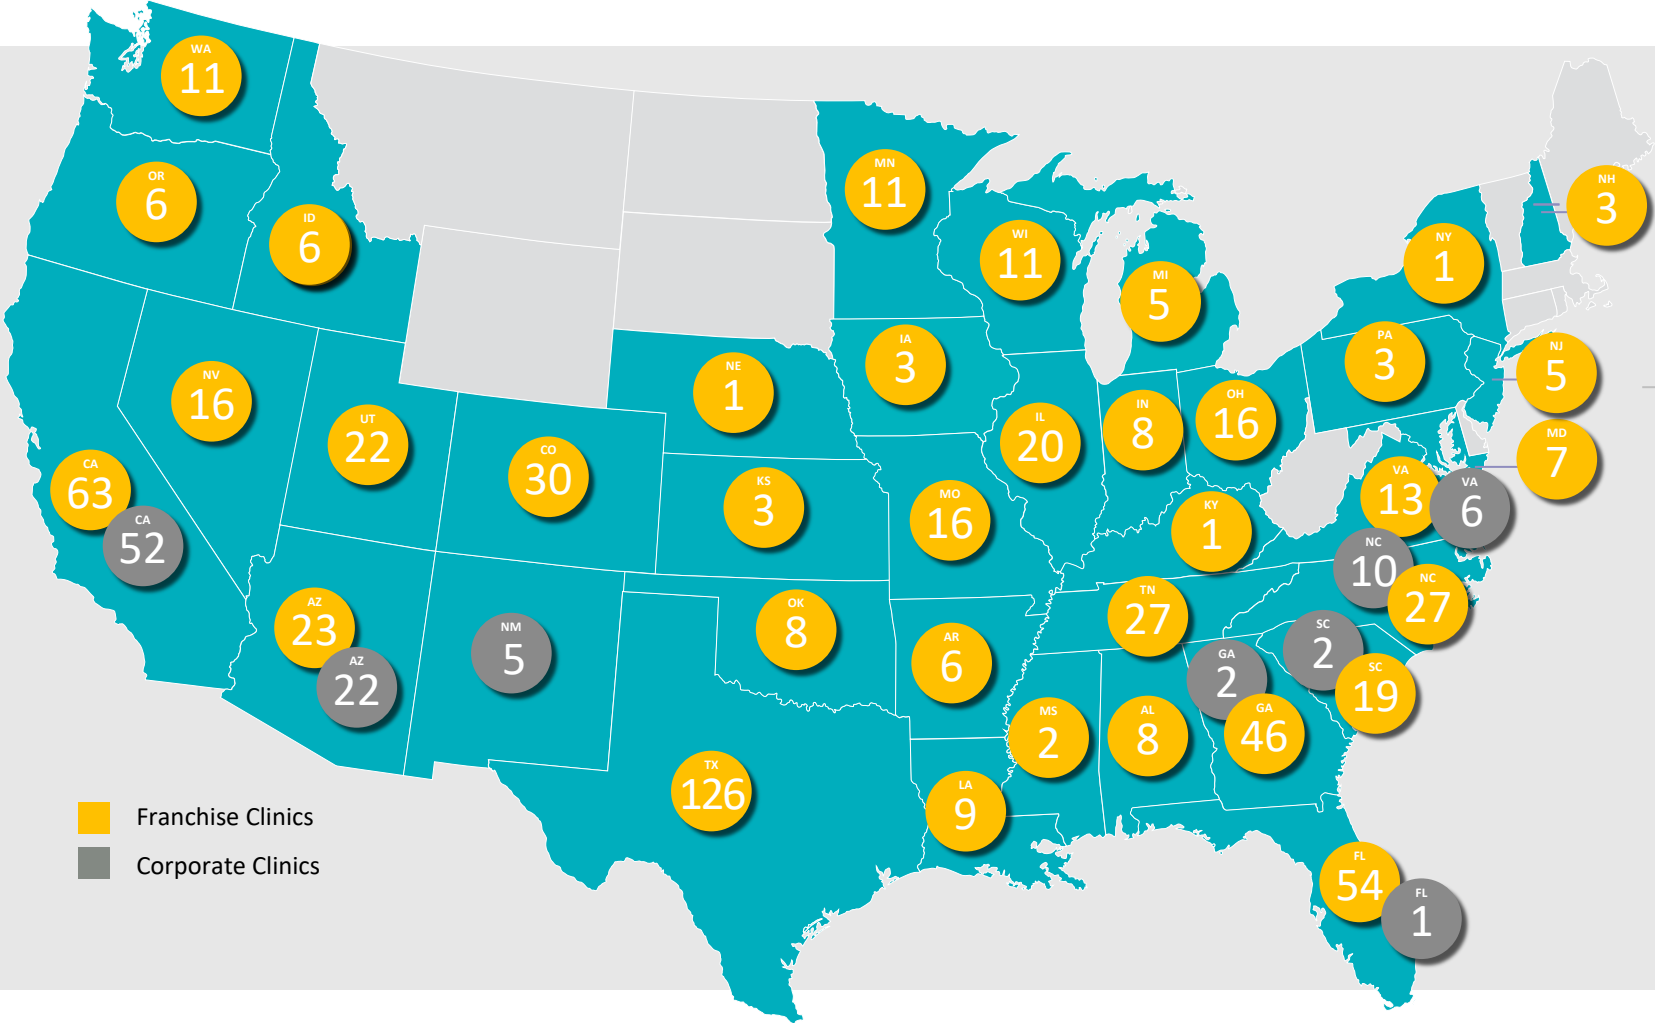 WA
11
OR
6
ID
6
NV
16
CA
63
CA
52
UT
22
CO
30
AZ
23
AZ
22
NM
5
NE
1
KS
3
OK
8
TX
126
MN
11
IA
3
MO
16
AR
6
LA
9
WI
11
IL
20
MI
5
IN
8
OH
16
KY
1
TN
27
MS
2
AL
8
GA
2
GA
46
SC
2
SC
19
NC
10
NC
27
VA
13
VA
6
MD
7
NJ
5
PA
3
NY
1
NH
3
FL
54
FL
1
Franchise Clinics
Corporate Clinics